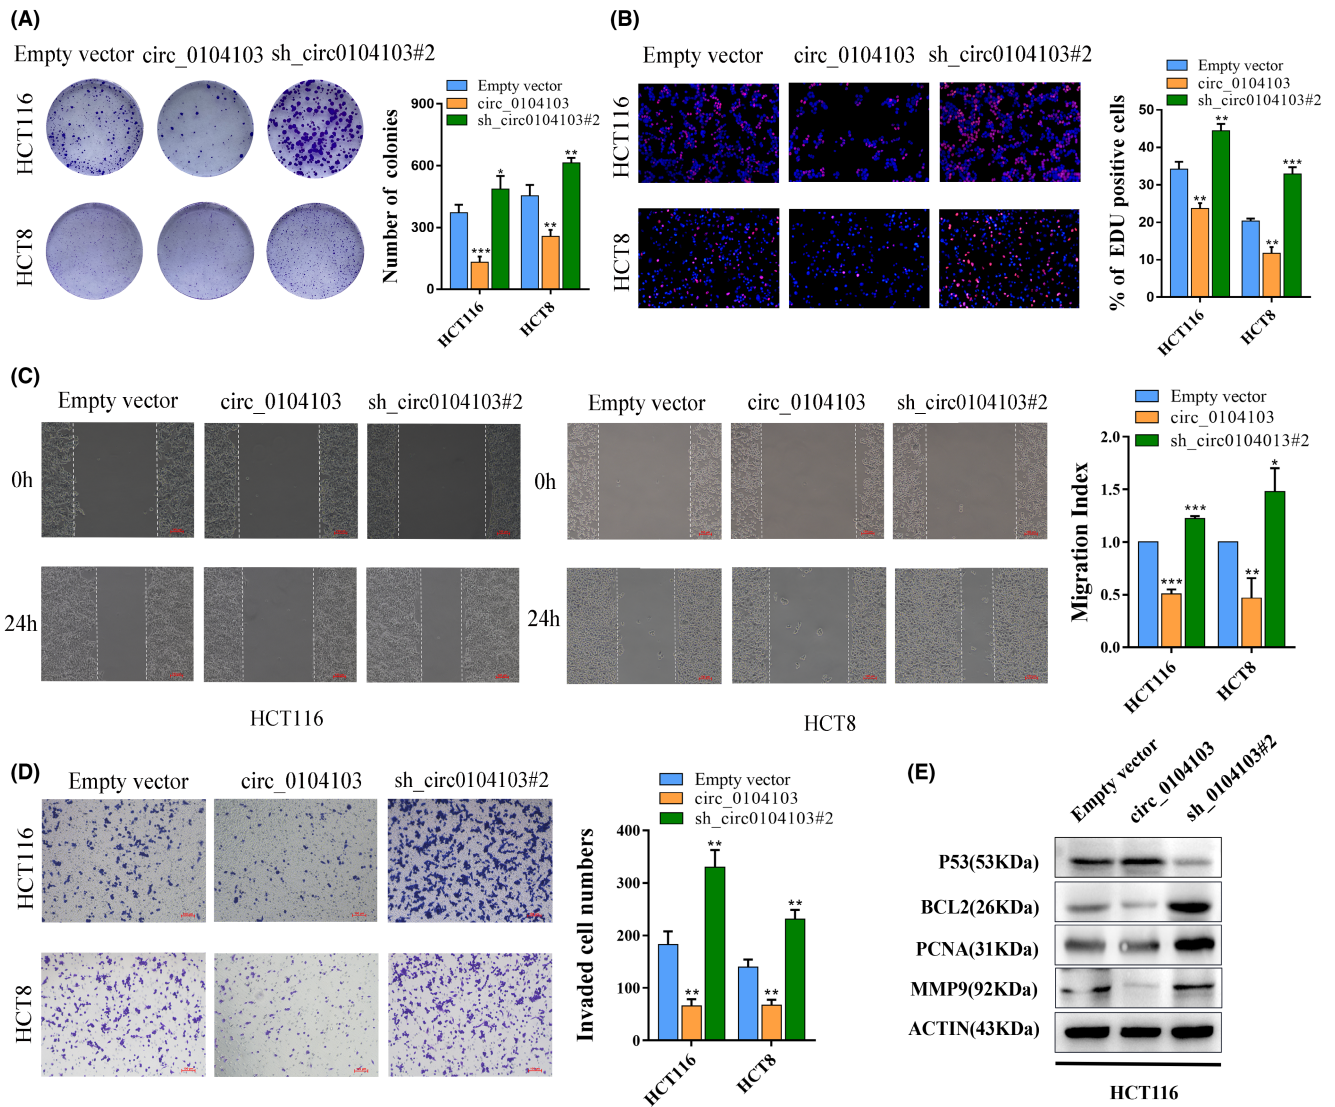 (A)
Empty vector circ_0104103 sh_circ0104103#2
HCT116
HCT8
Empty vector
circ_0104103
sh_circ0104103#2
Number of colonies
900
600
300
0
*
**
***
**
HCT116
HCT8
(B)
Empty vector circ_0104103 sh_circ0104103#2
HCT116
HCT8
Empty vector
circ_0104103
sh_circ0104103#2
% of EDU positive cells
50
40
30
20
10
0
**
***
**
**
HCT116
HCT8
(C)
Empty vector circ_0104103 sh_circ0104103#2
0h
24h
HCT116
Empty vector circ_0104103 sh_circ0104103#2
0h
24h
HCT8
Empty vector
circ_0104103
sh_circ0104013#2
Migration Index
2.0
1.5
1.0
0.5
0.0
*
***
***
**
HCT116
HCT8
(D)
Empty vector circ_0104103 sh_circ0104103#2
HCT116
HCT8
Empty vector
circ_0104103
sh_circ0104103#2
Invaded cell numbers
400
300
200
100
0
**
**
**
**
HCT116
HCT8
(E)
Empty vector
circ_0104103
sh_0104103#2
P53(53KDa)
BCL2(26KDa)
PCNA(31KDa)
MMP9(92KDa)
ACTIN(43KDa)
HCT116